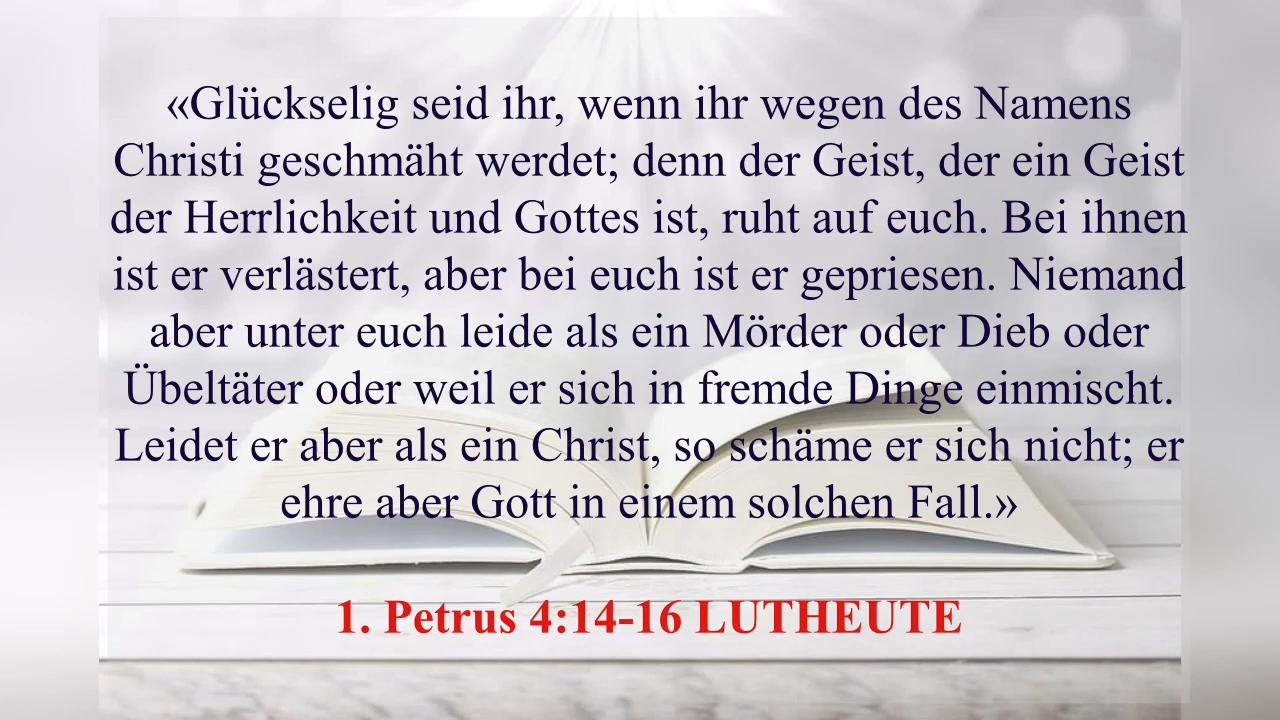 «Glückselig seid ihr, wenn ihr wegen des Namens
Christi geschmäht werdet; denn der Geist, der ein Geist
der Herrlichkeit und Gottes ist, ruht auf euch. Bei ihnen
ist er verlästert, aber bei euch ist er gepriesen. Niemand
aber unter euch leide als ein Mörder oder Dieb oder
Übeltäter oder weil er sich in fremde Dinge einmischt.
Leidet er aber als ein Christ, so schäme er sich nicht; er
ehre aber Gott in einem solchen Fall.»
1. Petrus 4:14-16 LUTHEUTE